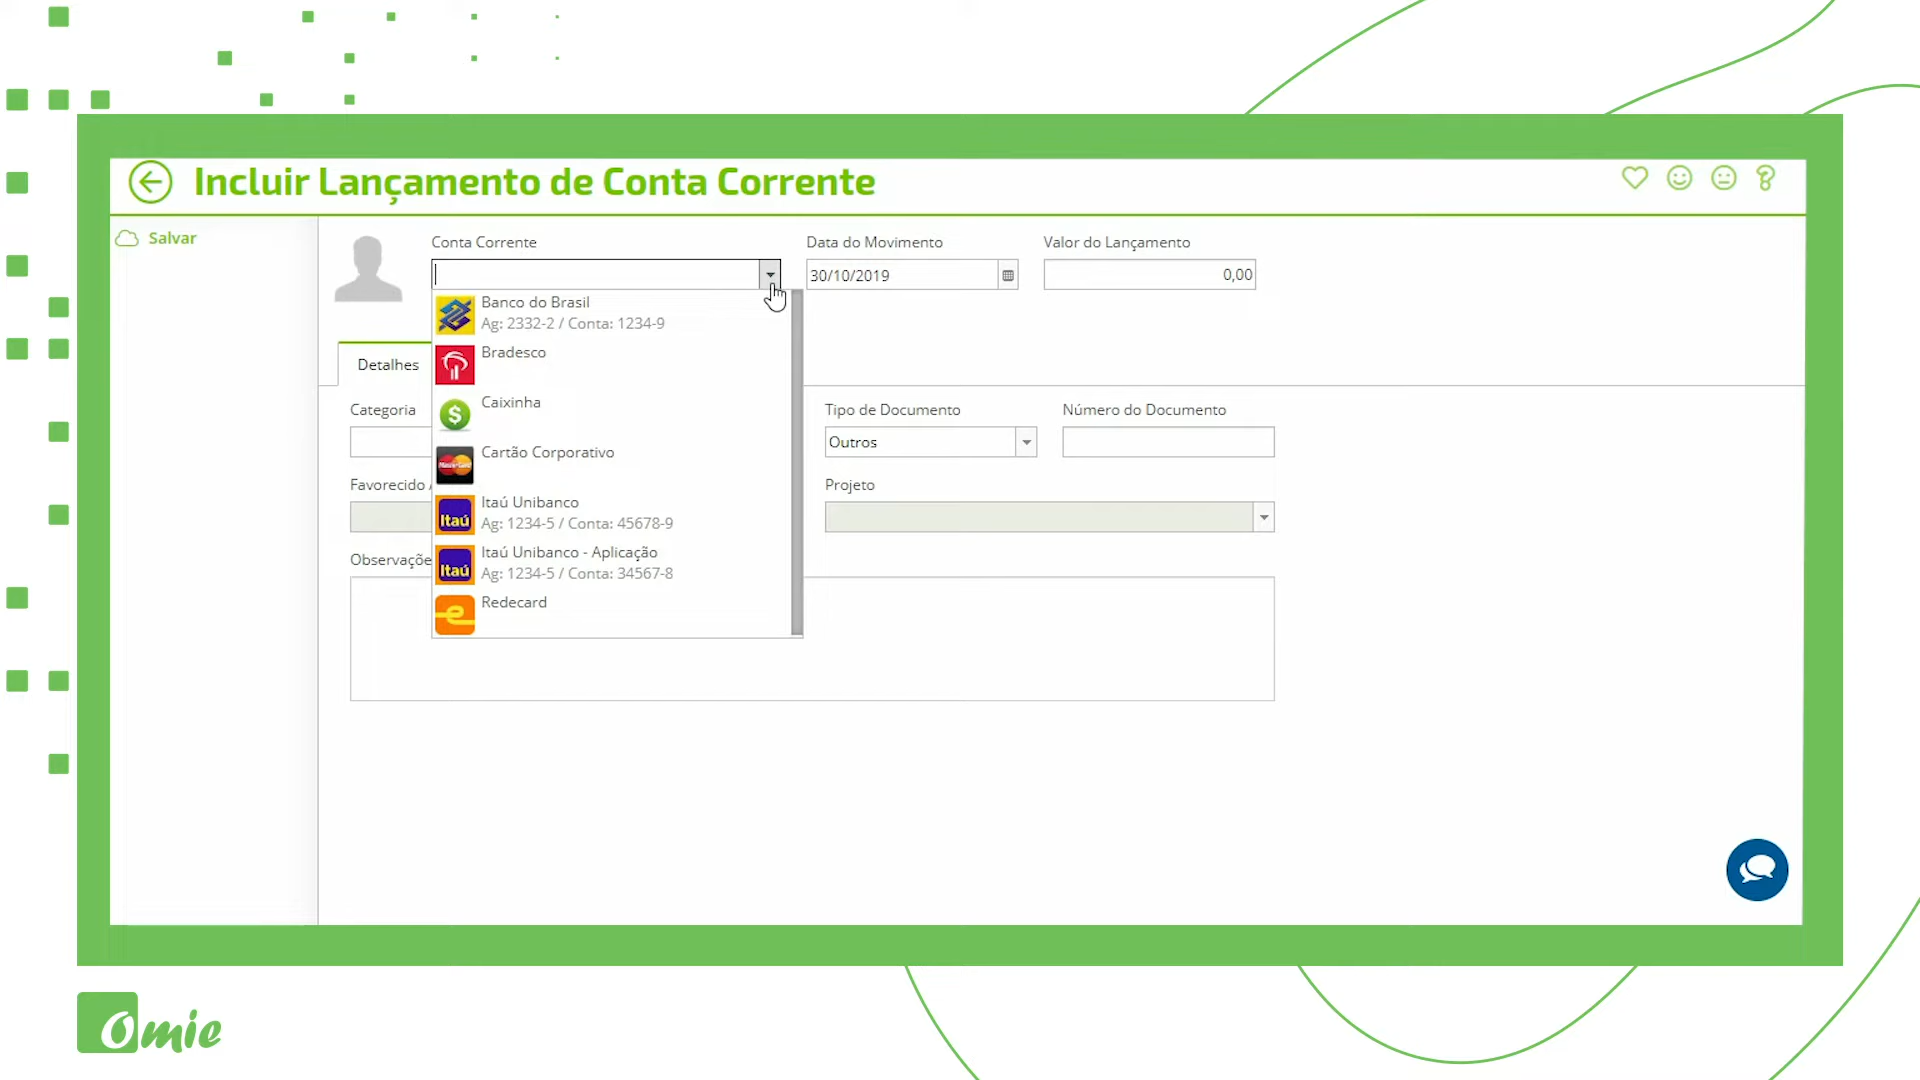 Incluir Lançamento de Conta Corrente
Salvar
Conta Corrente
Data do Movimento
Valor do Lançamento
30/10/2019
0,00
Banco do Brasil
Ag: 2332-2 / Conta: 1234-9
Bradesco
Caixinha
Cartão Corporativo
Itaú
Itaú Unibanco
Ag: 1234-5 / Conta: 45678-9
Itaú
Itaú Unibanco - Aplicação
Ag: 1234-5 / Conta: 34567-8
Redecard
Detalhes
Categoria
Tipo de Documento
Número do Documento
Outros
Favorecido
Projeto
Observaçõe
Omie